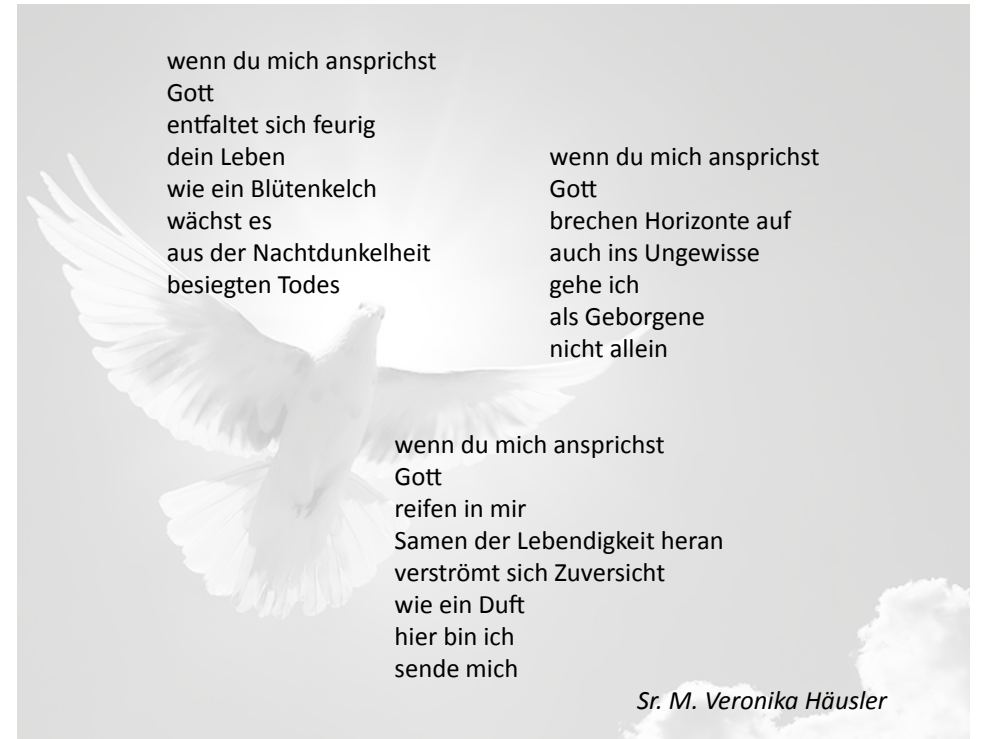 wenn du mich ansprichst
Gott
entfaltet sich feurig
dein Leben
wie ein Blütenkelch
wächst es
aus der Nachtdunkelheit
besiegten Todes
wenn du mich ansprichst
Gott
brechen Horizonte auf
auch ins Ungewisse
gehe ich
als Geborgene
nicht allein
wenn du mich ansprichst
Gott
reifen in mir
Samen der Lebendigkeit heran
verströmt sich Zuversicht
wie ein Duft
hier bin ich
sende mich
Sr. M. Veronika Häusler